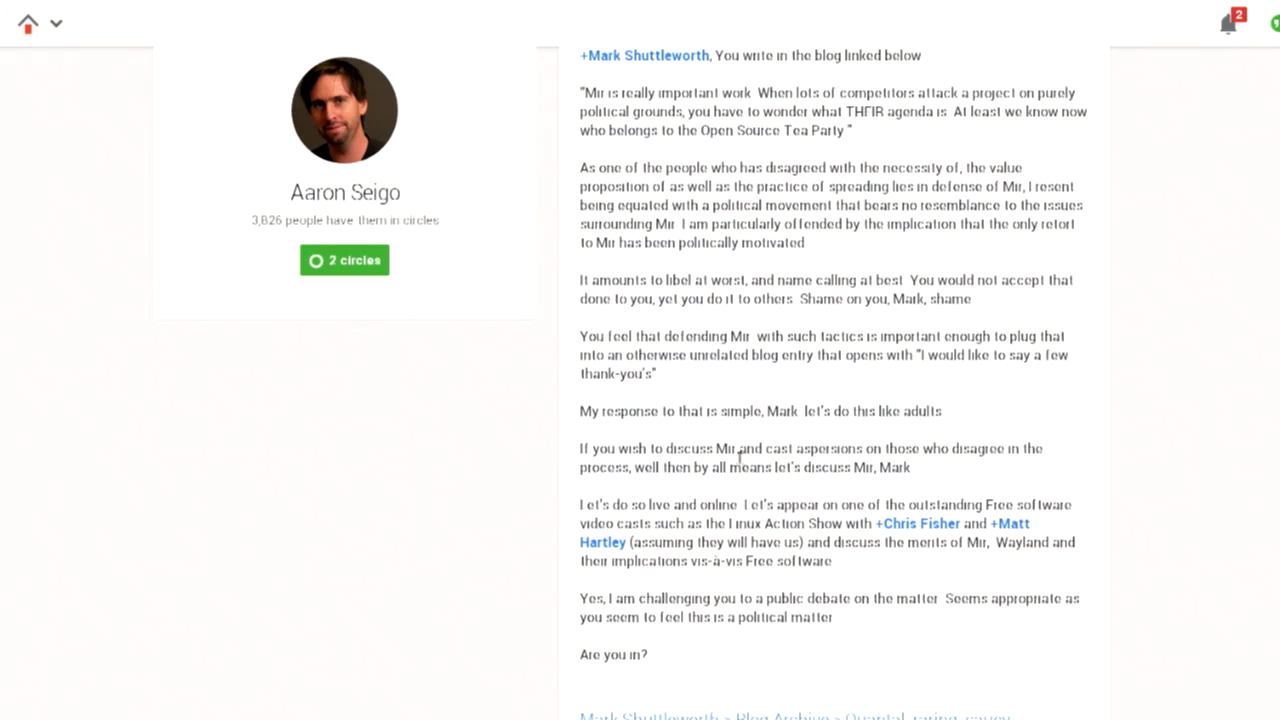 2
+Mark Shuttleworth, You write in the blog linked below
"Mir is really important work When lots of competitors attack a project on purely
political grounds, you have to wonder what THEIR agenda is At least we know now
who belongs to the Open Source Tea Party "
As one of the people who has disagreed with the necessity of, the value
proposition of as well as the practice of spreading lies in defense of Mir, I resent
being equated with a political movement that bears no resemblance to the issues
surrounding Mir I am particularly offended by the implication that the only retort
to Mir has been politically motivated
It amounts to libel at worst, and name calling at best You would not accept that
done to you, yet you do it to others Shame on you, Mark, shame
You feel that defending Mir with such tactics is important enough to plug that
into an otherwise unrelated blog entry that opens with "I would like to say a few
thank-you's"
My response to that is simple, Mark let's do this like adults
If you wish to discuss Mir and cast aspersions on those who disagree in the
process, well then by all means let's discuss Mir, Mark
Let's do so live and online Let's appear on one of the outstanding Free software
video casts such as the Linux Action Show with +Chris Fisher and +Matt
Hartley (assuming they will have us) and discuss the merits of Mir, Wayland and
their implications vis-à-vis Free software
Yes, I am challenging you to a public debate on the matter Seems appropriate as
you seem to feel this is a political matter
Are you in?
Mark Shuttleworth » Blog Archive » Quantal, raring, saucy
Aaron Seigo
3,826 people have them in circles
2 circles